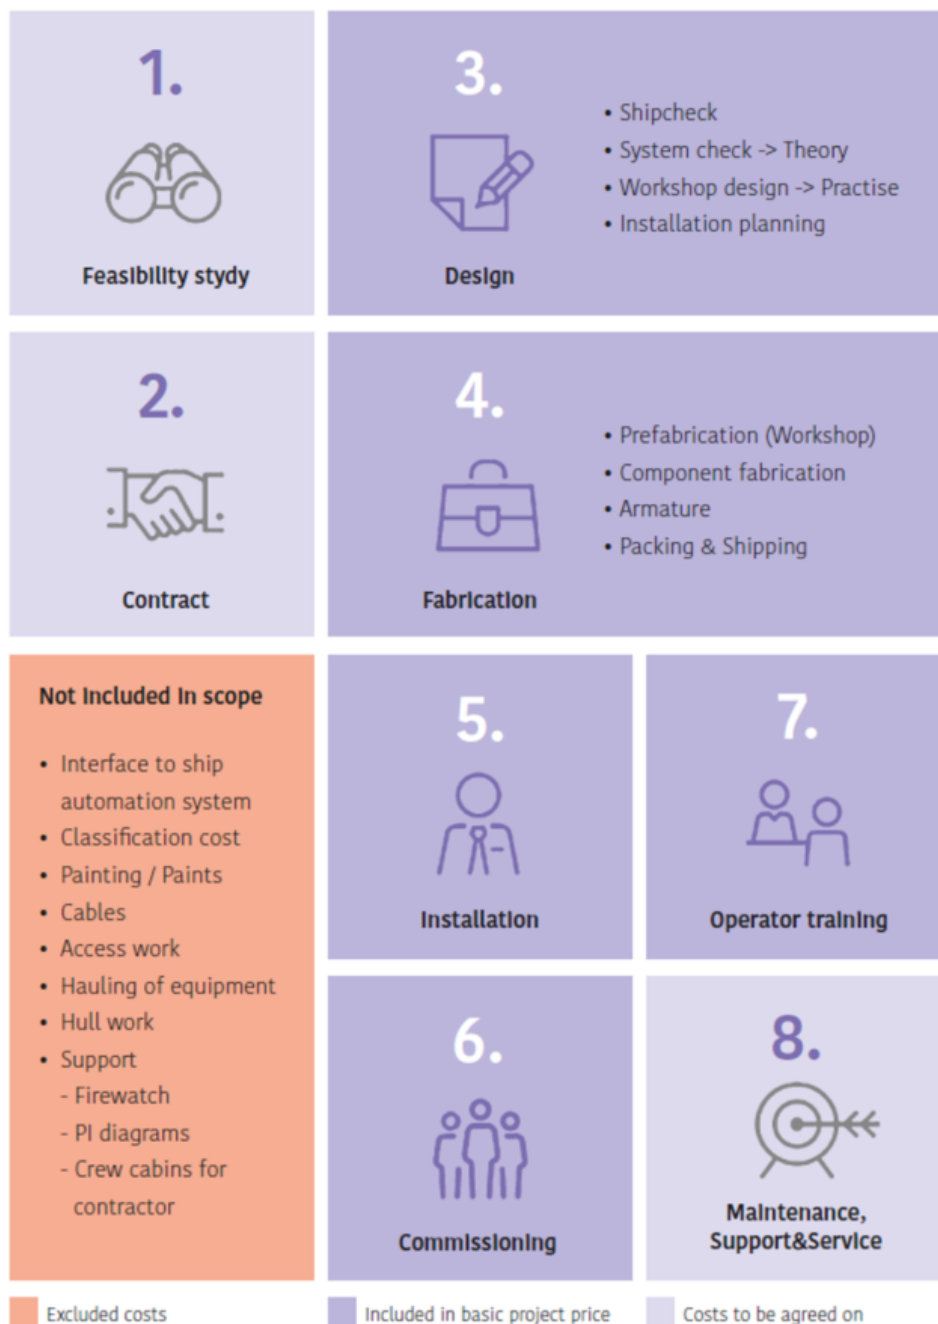 1.
Feasibility stydy
3.
Design
• Shipcheck
• System check -> Theory
• Workshop design -> Practise
• Installation planning
2.
Contract
4.
Fabrication
• Prefabrication (Workshop)
• Component fabrication
• Armature
• Packing & Shipping
Not Included In scope
• Interface to ship
automation system
• Classification cost
• Painting / Paints
• Cables
• Access work
• Hauling of equipment
• Hull work
• Support
- Firewatch
- PI diagrams
- Crew cabins for
contractor
5.
Installation
7.
Operator training
6.
Commissioning
8.
Maintenance,
Support&Service
Excluded costs
Included in basic project price
Costs to be agreed on